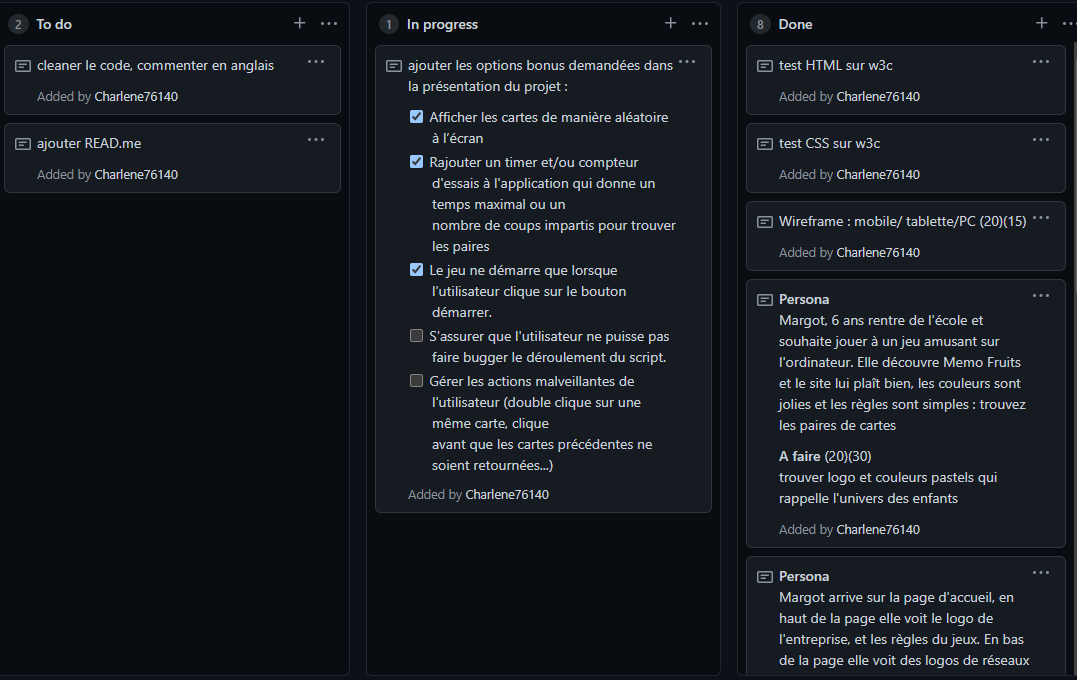 2 To do
cleaner le code, commenter en anglais
Added by Charlene76140
ajouter READ.me
Added by Charlene76140
1 In progress
ajouter les options bonus demandées dans
la présentation du projet :
Afficher les cartes de manière aléatoire
à l’écran
Rajouter un timer et/ou compteur
d'essais à l'application qui donne un
temps maximal ou un
nombre de coups impartis pour trouver
les paires
Le jeu ne démarre que lorsque
l’utilisateur clique sur le bouton
démarrer.
S'assurer que l'utilisateur ne puisse pas
faire bugger le déroulement du script.
Gérer les actions malveillantes de
l'utilisateur (double clique sur une
même carte, clique
avant que les cartes précédentes ne
soient retournées...)
Added by Charlene76140
8 Done
test HTML sur w3c
Added by Charlene76140
test CSS sur w3c
Added by Charlene76140
Wireframe : mobile/ tablette/PC (20)(15)
Added by Charlene76140
Persona
Margot, 6 ans rentre de l'école et
souhaite jouer à un jeu amusant sur
l'ordinateur. Elle découvre Memo Fruits
et le site lui plaît bien, les couleurs sont
jolies et les règles sont simples : trouvez
les paires de cartes
A faire (20)(30)
trouver logo et couleurs pastels qui
rappelle l'univers des enfants
Added by Charlene76140
Persona
Margot arrive sur la page d'accueil, en
haut de la page elle voit le logo de
l'entreprise, et les règles du jeux. En bas
de la page elle voit des logos de réseaux